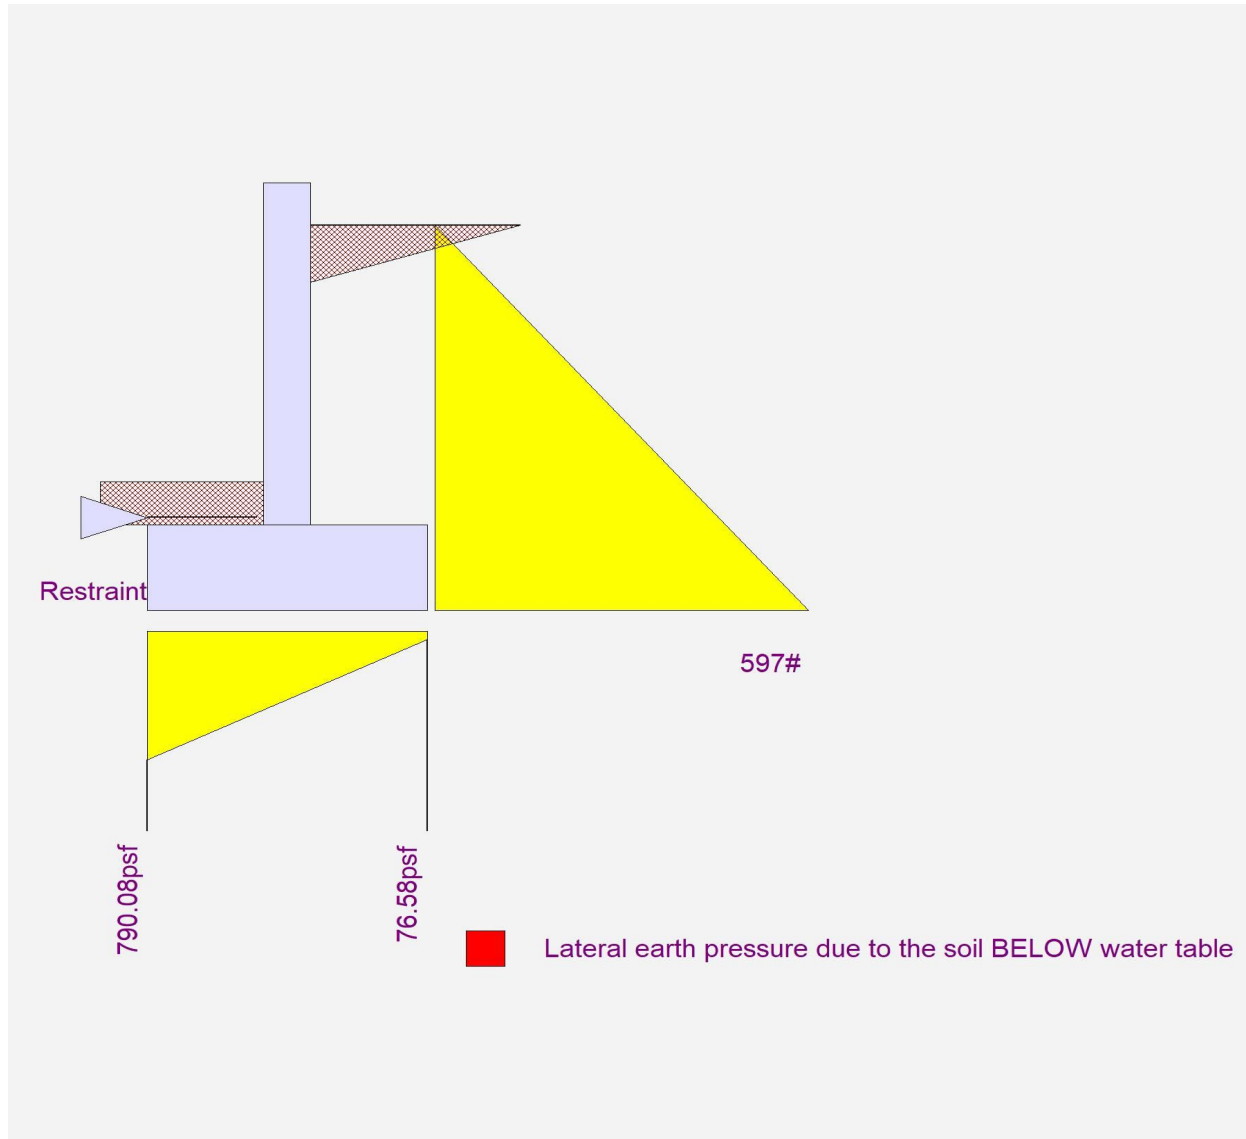 Restraint
597#
790.08psf
76.58psf
Lateral earth pressure due to the soil BELOW water table